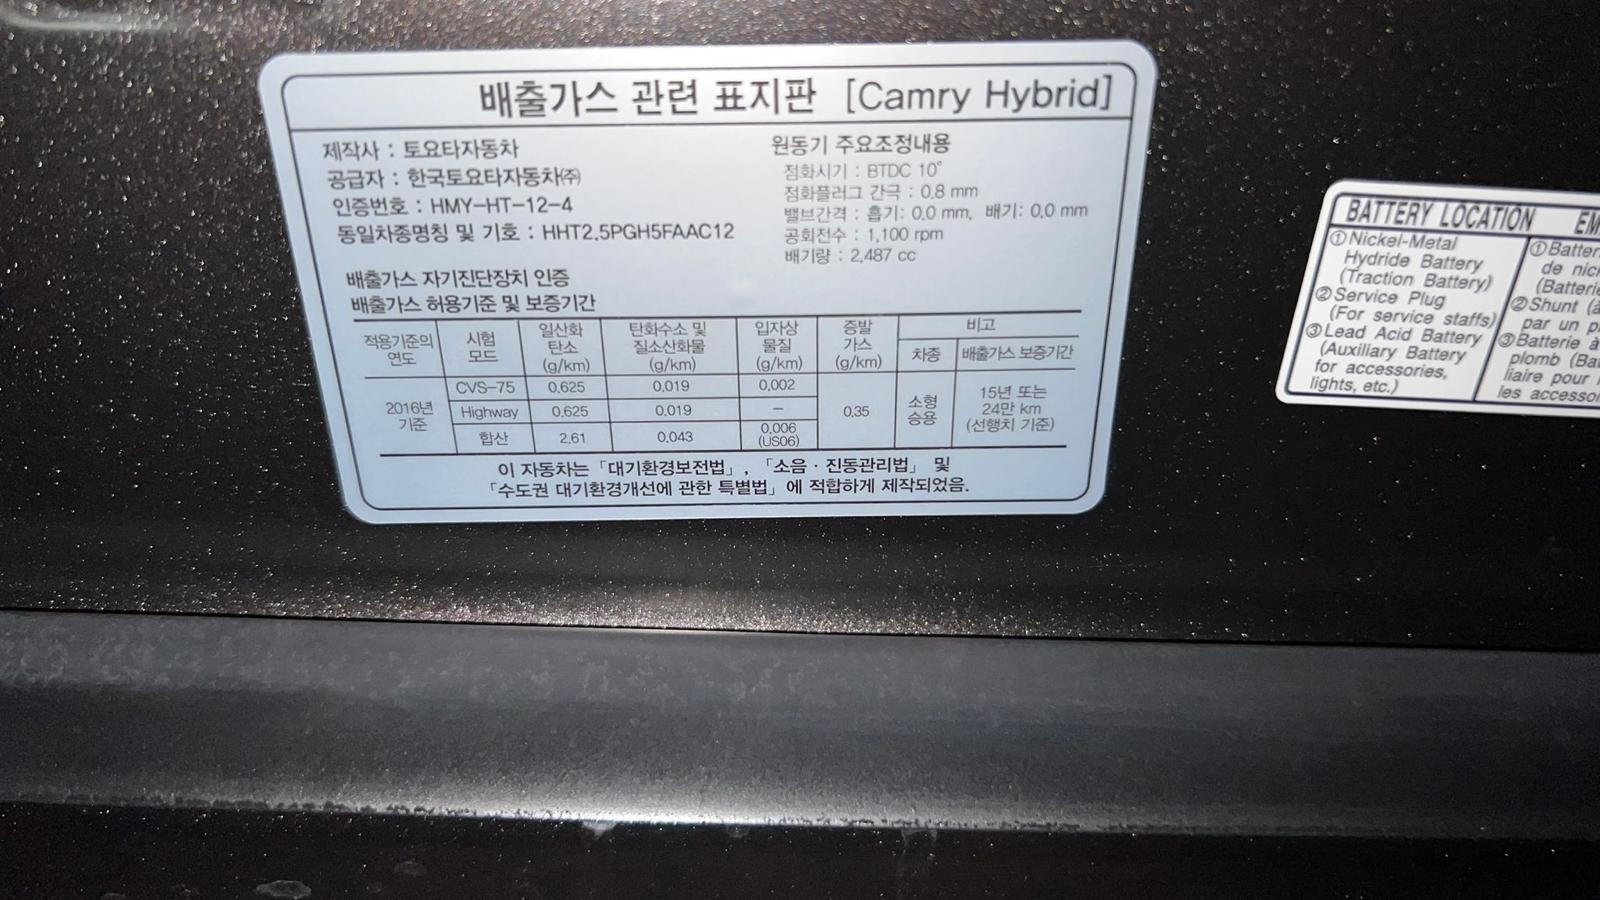 배출가스 관련 표지판 [Camry Hybrid]
제작사 : 토요타자동차
공급자 : 한국토요타자동차㈜
인증번호 : HMY-HT-12-4
동일차종명칭 및 기호 : HHT2.5PGH5FAAC12
원동기 주요조정내용
점화시기 : BTDC 10°
점화플러그 간극 : 0.8 mm
밸브간격 : 흡기: 0.0 mm, 배기: 0.0 mm
공회전수 : 1,100 rpm
배기량 : 2,487 cc
배출가스 자기진단장치 인증
배출가스 허용기준 및 보증기간
적용기준의 연도 시험 모드 일산화 탄소 (g/km) 탄화수소 및 질소산화물 (g/km) 입자상 물질 (g/km) 증발 가스 (g/km) 비고
차종 배출가스 보증기간
2016년 기준 CVS-75 0.625 0.019 0.002 0.35 소형 승용 15년 또는 24만 km (선행치 기준)
Highway 0.625 0.019 -
합산 2.61 0.043 0.006 (US06)
이 자동차는 「대기환경보전법」, 「소음 · 진동관리법」 및
「수도권 대기환경개선에 관한 특별법」에 적합하게 제작되었음.
BATTERY LOCATION EM
①Nickel-Metal
Hydride Battery
(Traction Battery)
②Service Plug
(For service staffs)
③Lead Acid Battery
(Auxiliary Battery
for accessories,
lights, etc.)
①Batter
de nic
(Batterie
②Shunt (à
par un p
③Batterie à
plomb (Bat
liaire pour
les accesso